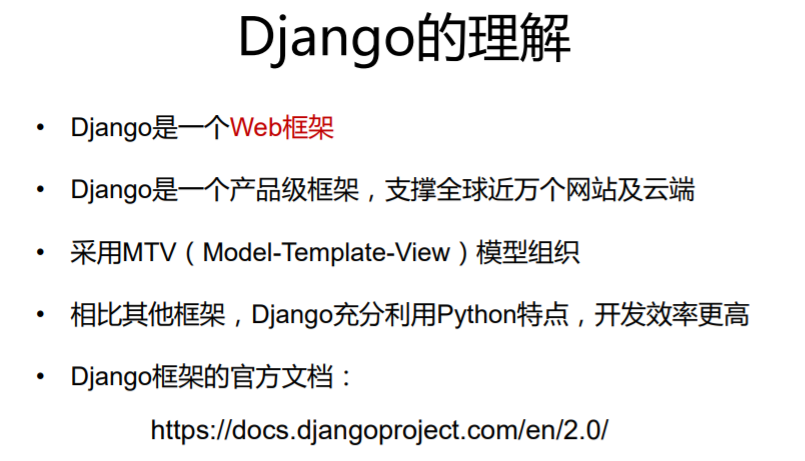 Django的理解
• Django是一个Web框架
• Django是一个产品级框架，支撑全球近万个网站及云端
• 采用MTV（Model-Template-View）模型组织
• 相比其他框架，Django充分利用Python特点，开发效率更高
• Django框架的官方文档：
https://docs.djangoproject.com/en/2.0/